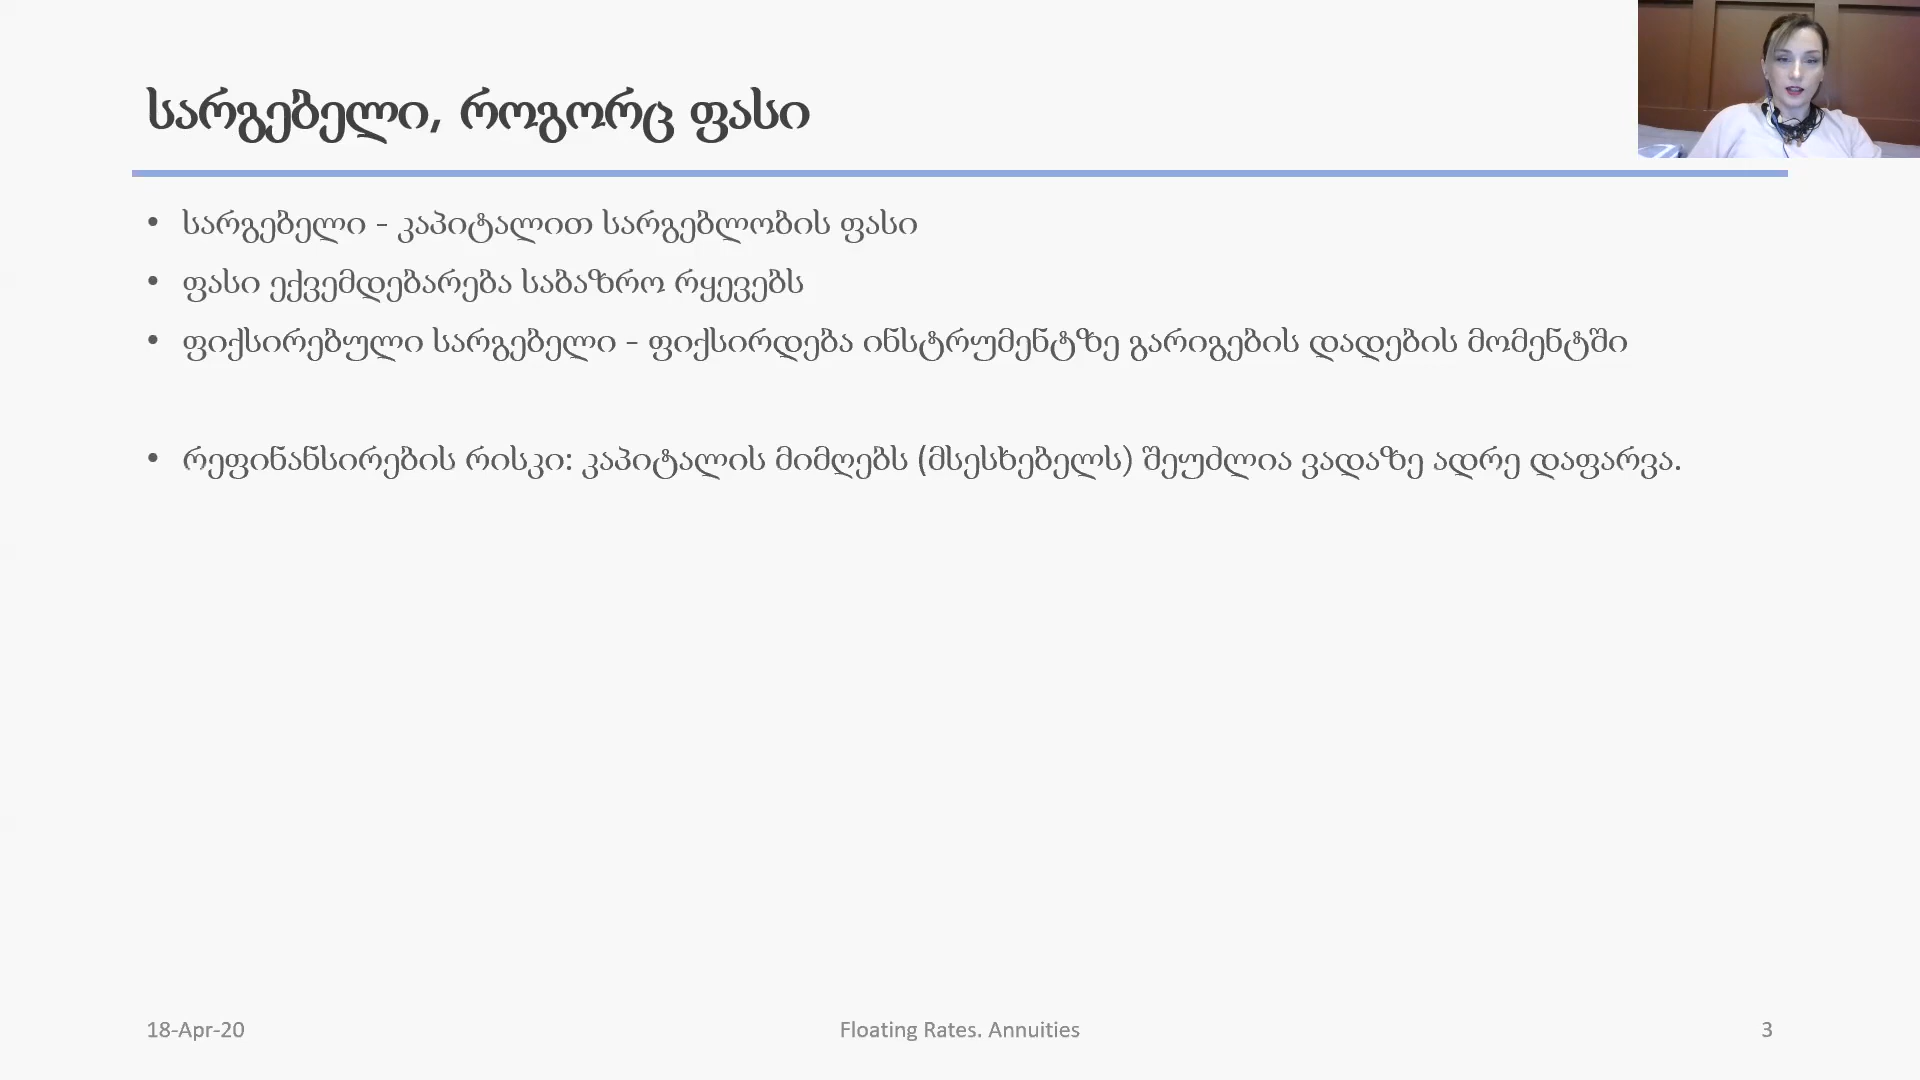 სარგებელი, როგორც ფასი
• სარგებელი - კაპიტალით სარგებლობის ფასი
• ფასი ექვემდებარება საბაზრო რყევებს
• ფიქსირებული სარგებელი - ფიქსირდება ინსტრუმენტზე გარიგების დადების მომენტში
• რეფინანსირების რისკი: კაპიტალის მიმღებს (მსესხებელს) შეუძლია ვადაზე ადრე დაფარვა.
18-Apr-20
Floating Rates. Annuities
3